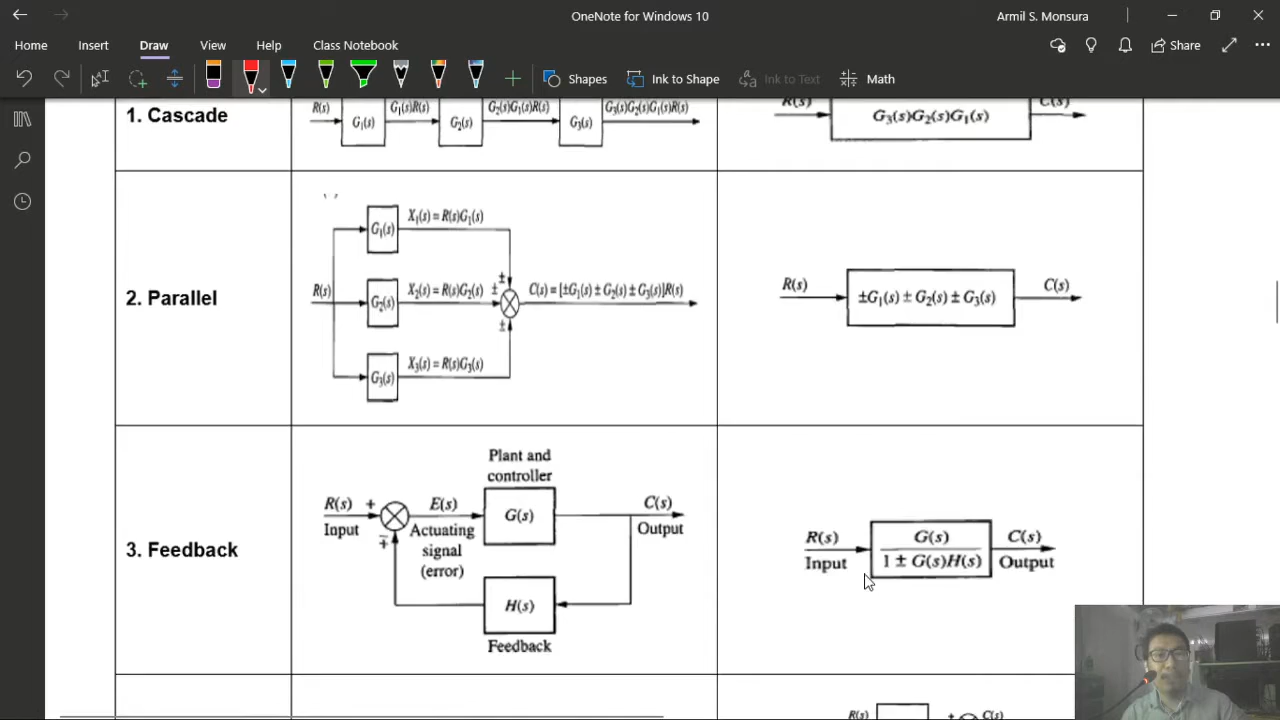 OneNote for Windows 10
Armil S. Monsura
Home Insert Draw View Help Class Notebook
Share
Shapes Ink to Shape Ink to Text Math
1. Cascade
R(s) G₁(s)R(s) G₂(s)G₁(s)R(s) G₃(s)G₂(s)G₁(s)R(s)
G₁(s) G₂(s) G₃(s)
R(s) C(s)
G₃(s)G₂(s)G₁(s)
2. Parallel
G₁(s) X₁(s) = R(s)G₁(s)
±
R(s) G₂(s) X₂(s) = R(s)G₂(s) ± C(s) = [±G₁(s) ± G₂(s) ± G₃(s)]R(s)
±
G₃(s) X₃(s) = R(s)G₃(s)
R(s) ±G₁(s) ± G₂(s) ± G₃(s) C(s)
3. Feedback
Plant and
controller
R(s) + E(s) G(s) C(s)
Input Actuating Output
∓ signal
(error)
H(s)
Feedback
R(s) G(s) C(s)
Input 1 ± G(s)H(s) Output
R(s) ± C(s)